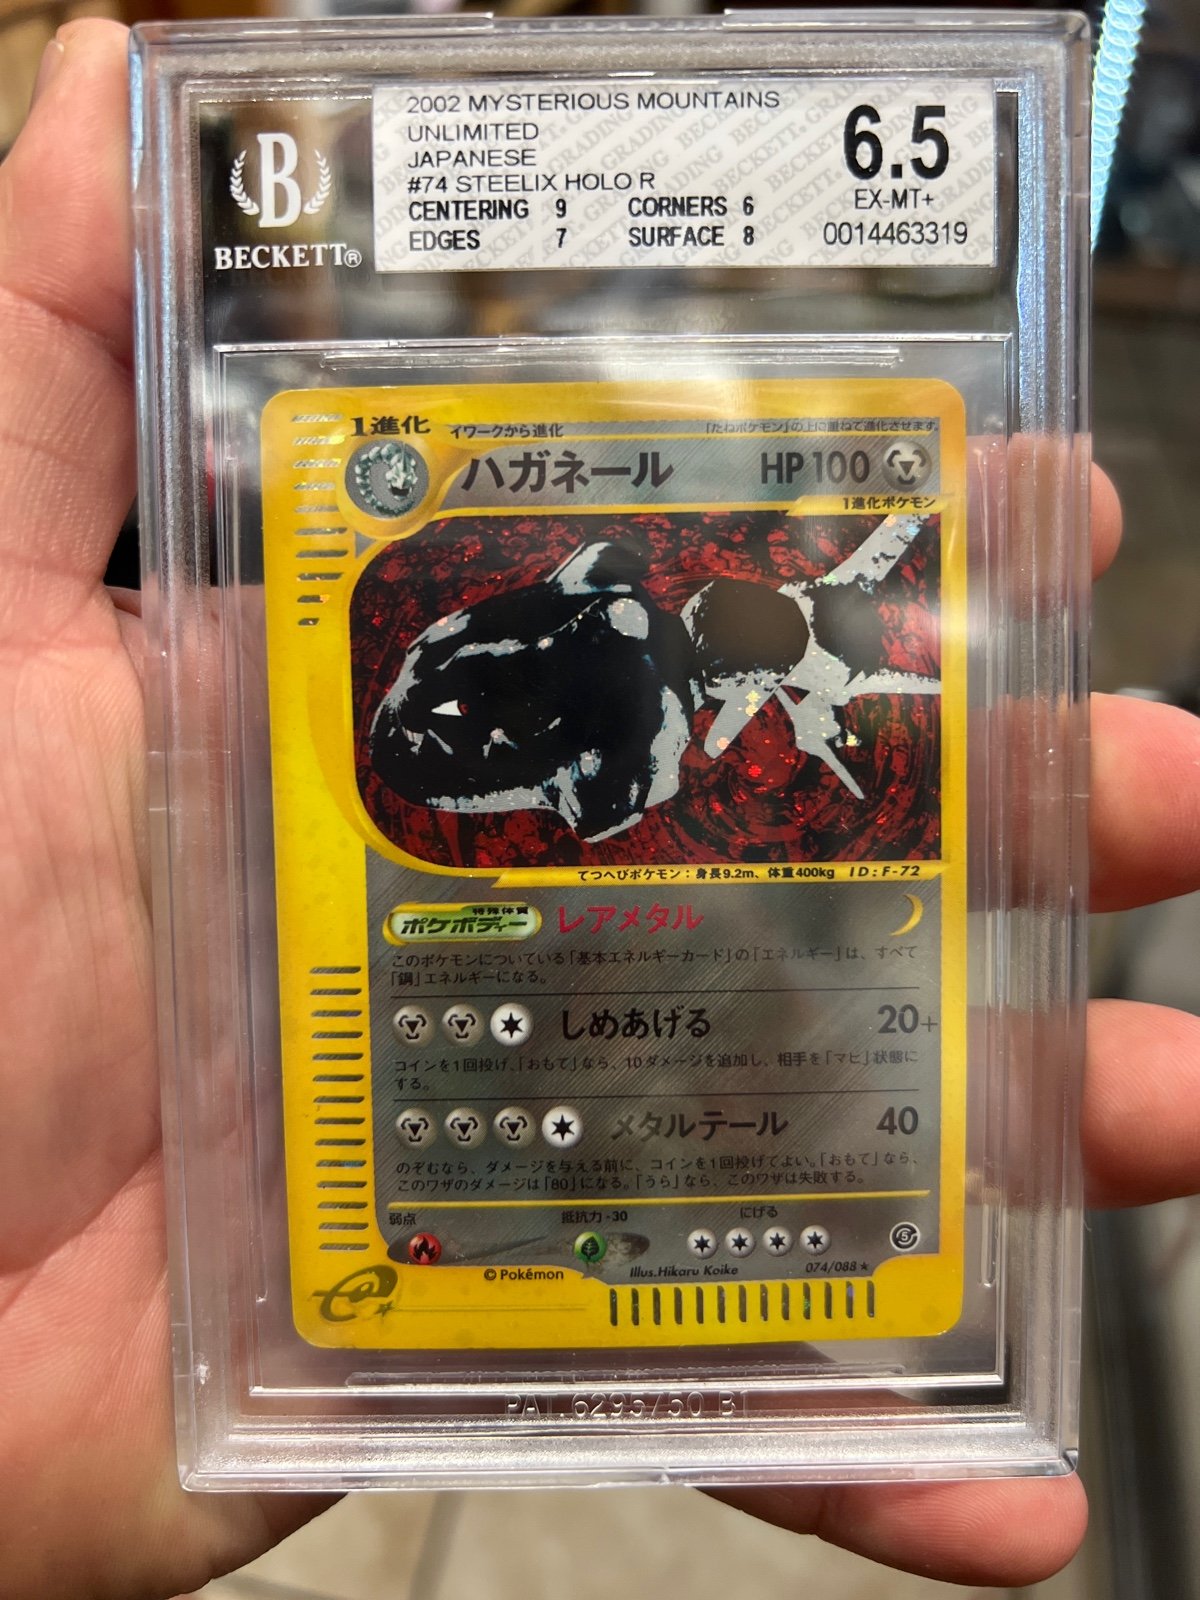 2002 MYSTERIOUS MOUNTAINS
UNLIMITED
JAPANESE
#74 STEELIX HOLO R
CENTERING 9 CORNERS 6
EDGES 7 SURFACE 8
6.5
EX-MT+
0014463319
B
BECKETT®
1進化 イワークから進化 「たねポケモン」の上に重ねて進化させます。
ハガネール HP100
1進化ポケモン
てつへびポケモン:身長9.2m、体重400kg ID:F-72
特殊体質
ポケボディー レアメタル
このポケモンについている「基本エネルギーカード」の「エネルギー」は、すべて
「鋼」エネルギーになる。
しめあげる 20+
コインを1回投げ、「おもて」なら、10ダメージを追加し、相手を「マヒ」状態に
する。
メタルテール 40
のぞむなら、ダメージを与える前に、コインを1回投げてよい。「おもて」なら、
このワザのダメージは「80」になる。「うら」なら、このワザは失敗する。
弱点 抵抗力-30 にげる
©Pokémon Illus.Hikaru Koike 074/088★
e
PAT.6295750 B1